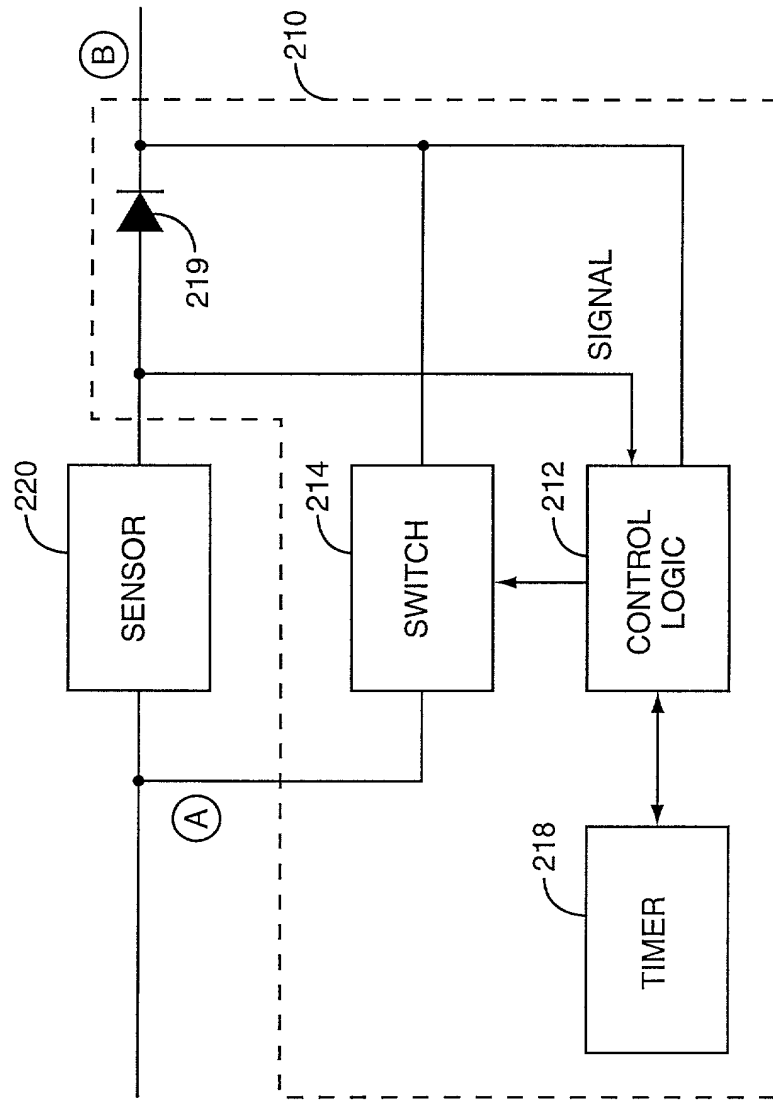 220
SENSOR
A
B
219
210
214
SWITCH
SIGNAL
212
CONTROL
LOGIC
218
TIMER